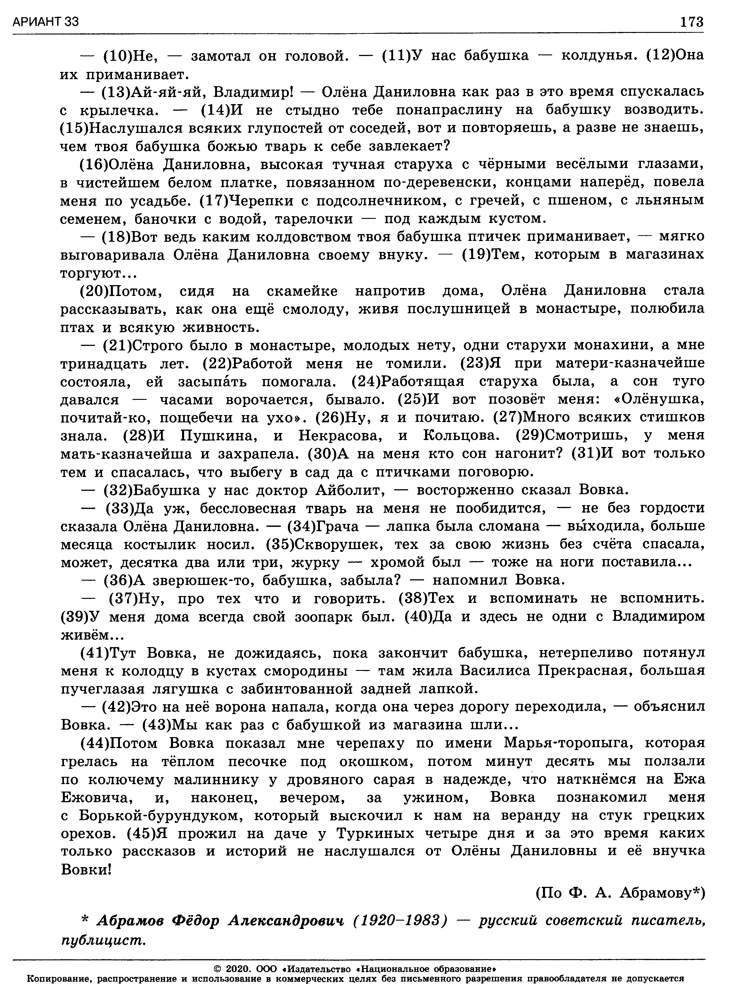 АРИАНТ 33 173
— (10)Не, — замотал он головой. — (11)У нас бабушка — колдунья. (12)Она
их приманивает.
— (13)Ай-яй-яй, Владимир! — Олёна Даниловна как раз в это время спускалась
с крылечка. — (14)И не стыдно тебе понапраслину на бабушку возводить.
(15)Наслушался всяких глупостей от соседей, вот и повторяешь, а разве не знаешь,
чем твоя бабушка божью тварь к себе завлекает?
(16)Олёна Даниловна, высокая тучная старуха с чёрными весёлыми глазами,
в чистейшем белом платке, повязанном по-деревенски, концами наперёд, повела
меня по усадьбе. (17)Черепки с подсолнечником, с гречей, с пшеном, с льняным
семенем, баночки с водой, тарелочки — под каждым кустом.
— (18)Вот ведь каким колдовством твоя бабушка птичек приманивает, — мягко
выговаривала Олёна Даниловна своему внуку. — (19)Тем, которым в магазинах
торгуют...
(20)Потом, сидя на скамейке напротив дома, Олёна Даниловна стала
рассказывать, как она ещё смолоду, живя послушницей в монастыре, полюбила
птах и всякую живность.
— (21)Строго было в монастыре, молодых нету, одни старухи монахини, а мне
тринадцать лет. (22)Работой меня не томили. (23)Я при матери-казначейше
состояла, ей засыпа́ть помогала. (24)Работящая старуха была, а сон туго
давался — часами ворочается, бывало. (25)И вот позовёт меня: «Олёнушка,
почитай-ко, пощебечи на ухо». (26)Ну, я и почитаю. (27)Много всяких стишков
знала. (28)И Пушкина, и Некрасова, и Кольцова. (29)Смотришь, у меня
мать-казначейша и захрапела. (30)А на меня кто сон нагонит? (31)И вот только
тем и спасалась, что выбегу в сад да с птичками поговорю.
— (32)Бабушка у нас доктор Айболит, — восторженно сказал Вовка.
— (33)Да уж, бессловесная тварь на меня не пообидится, — не без гордости
сказала Олёна Даниловна. — (34)Грача — лапка была сломана — вы́ходила, больше
месяца костылик носил. (35)Скворушек, тех за свою жизнь без счёта спасала,
может, десятка два или три, журку — хромой был — тоже на ноги поставила...
— (36)А зверюшек-то, бабушка, забыла? — напомнил Вовка.
— (37)Ну, про тех что и говорить. (38)Тех и вспоминать не вспомнить.
(39)У меня дома всегда свой зоопарк был. (40)Да и здесь не одни с Владимиром
живём...
(41)Тут Вовка, не дожидаясь, пока закончит бабушка, нетерпеливо потянул
меня к колодцу в кустах смородины — там жила Василиса Прекрасная, большая
пучеглазая лягушка с забинтованной задней лапкой.
— (42)Это на неё ворона напала, когда она через дорогу переходила, — объяснил
Вовка. — (43)Мы как раз с бабушкой из магазина шли...
(44)Потом Вовка показал мне черепаху по имени Марья-торопыга, которая
грелась на тёплом песочке под окошком, потом минут десять мы ползали
по колючему малиннику у дровяного сарая в надежде, что наткнёмся на Ежа
Ежовича, и, наконец, вечером, за ужином, Вовка познакомил меня
с Борькой-бурундуком, который выскочил к нам на веранду на стук грецких
орехов. (45)Я прожил на даче у Туркиных четыре дня и за это время каких
только рассказов и историй не наслушался от Олёны Даниловны и её внучка
Вовки!
(По Ф. А. Абрамову*)
* Абрамов Фёдор Александрович (1920–1983) — русский советский писатель,
публицист.
© 2020. ООО «Издательство «Национальное образование»
Копирование, распространение и использование в коммерческих целях без письменного разрешения правообладателя не допускается